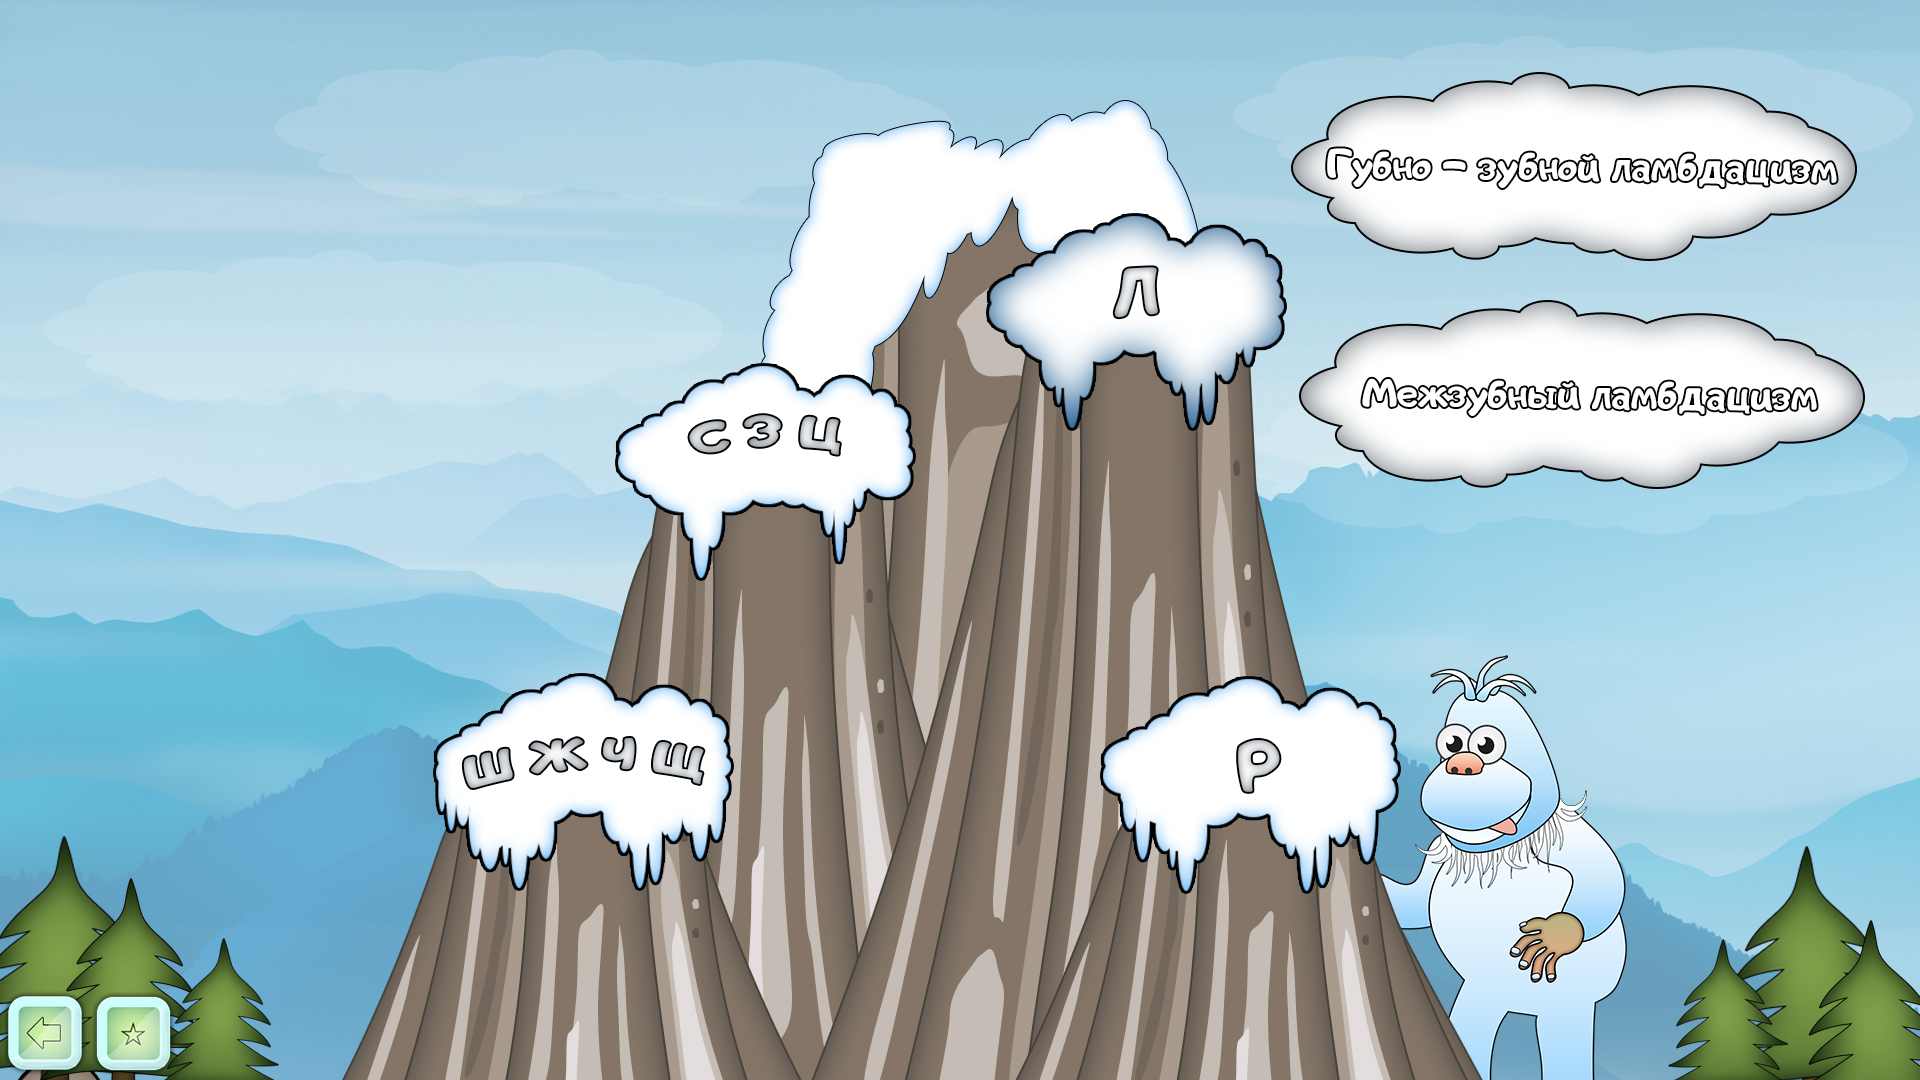 Губно - зубной ламбдацизм
Л
Межзубный ламбдацизм
С З Ц
Ш Ж Ч Щ
Р